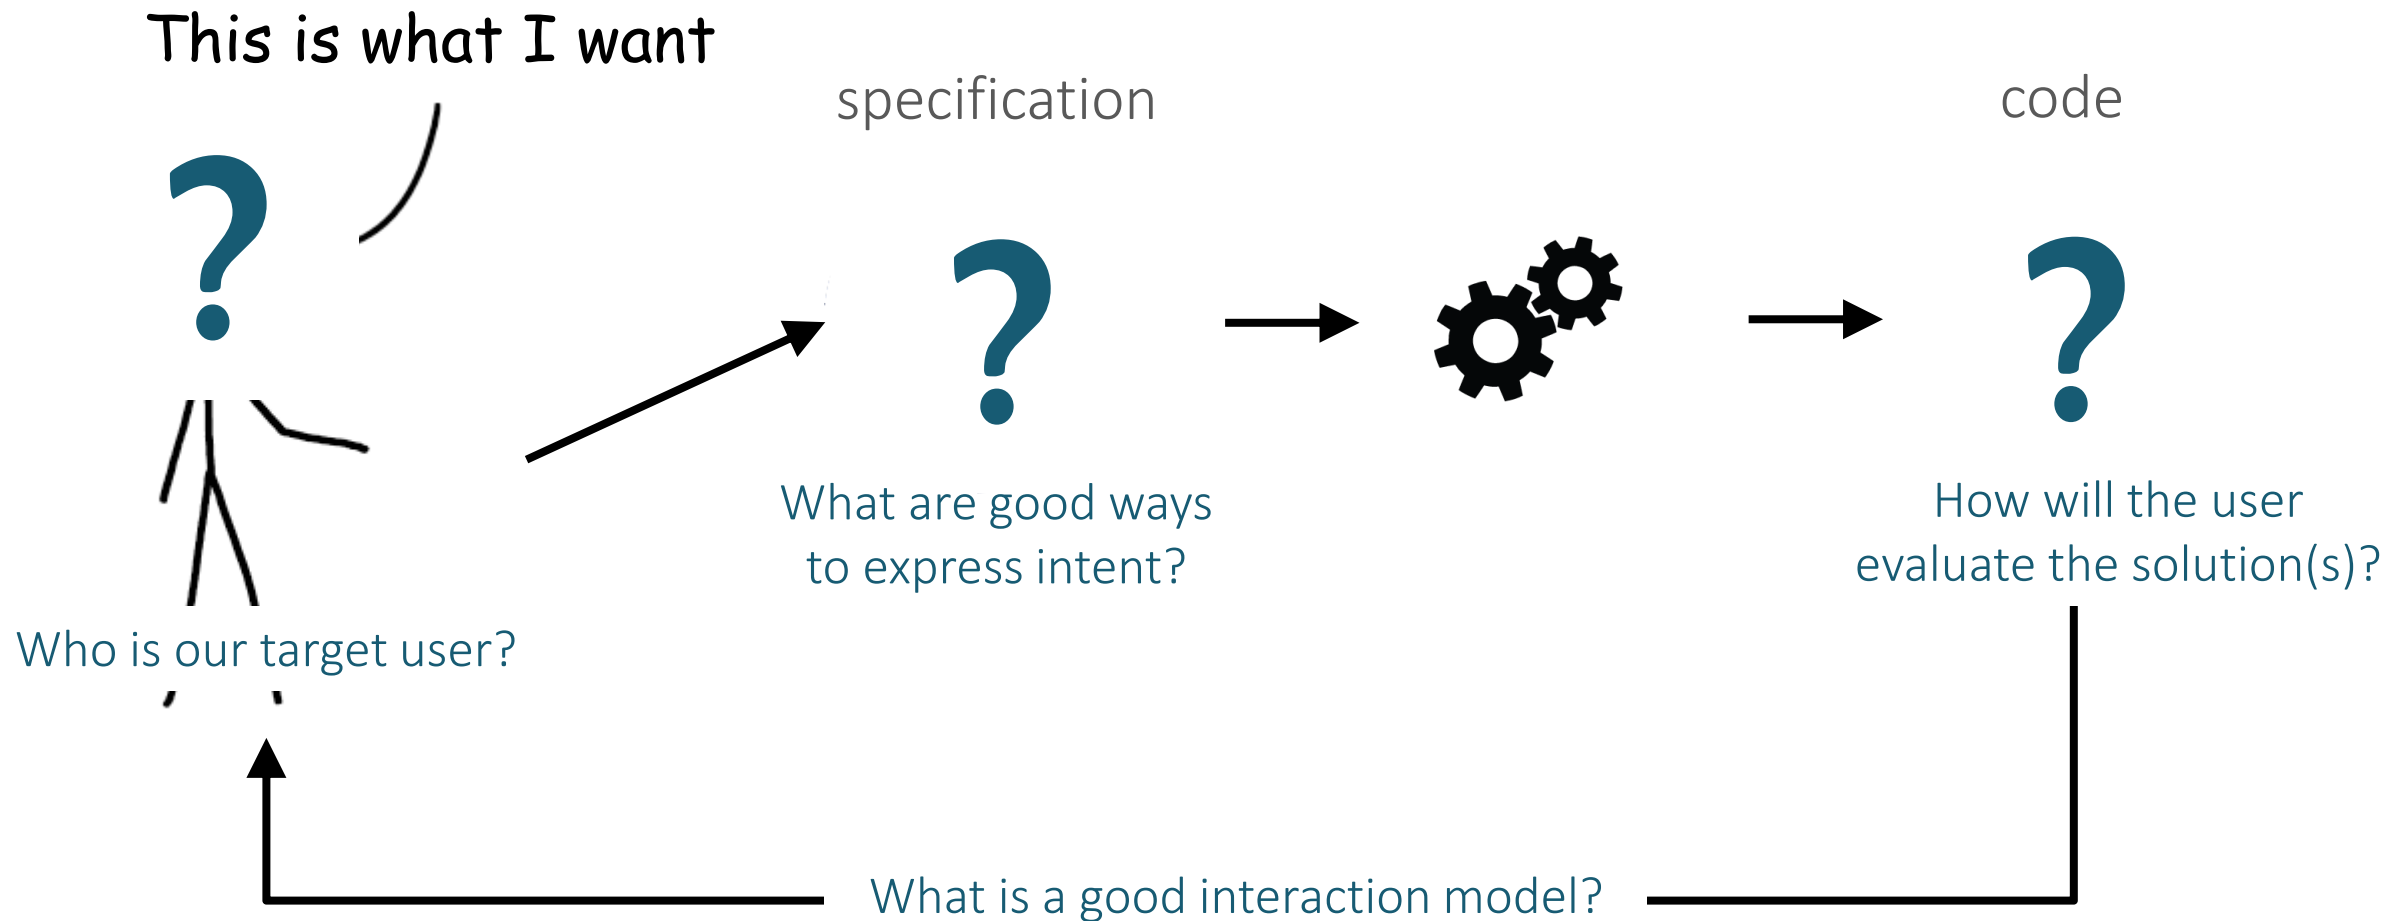 This is what I want
specification
code
?
?
?
What are good ways
to express intent?
How will the user
evaluate the solution(s)?
Who is our target user?
What is a good interaction model?